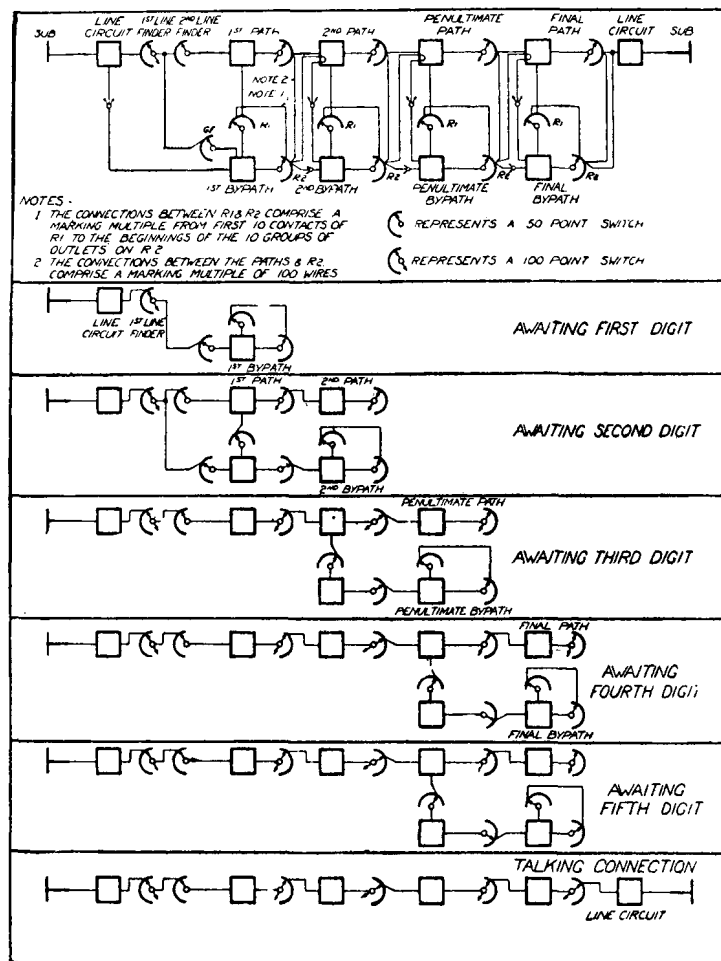 SUB
LINE CIRCUIT
1ST LINE FINDER
2ND LINE FINDER
1ST PATH
2ND PATH
PENULTIMATE PATH
FINAL PATH
LINE CIRCUIT
SUB
NOTE 2
NOTE 1
R1
R1
R1
R1
R2
R2
R2
R2
1ST BYPATH
2ND BYPATH
PENULTIMATE BYPATH
FINAL BYPATH
NOTES -
1 THE CONNECTIONS BETWEEN R1 & R2 COMPRISE A
MARKING MULTIPLE FROM FIRST 10 CONTACTS OF
R1 TO THE BEGINNINGS OF THE 10 GROUPS OF
OUTLETS ON R2
2 THE CONNECTIONS BETWEEN THE PATHS & R2
COMPRISE A MARKING MULTIPLE OF 100 WIRES
REPRESENTS A 50 POINT SWITCH
REPRESENTS A 100 POINT SWITCH
LINE CIRCUIT
1ST LINE FINDER
1ST BYPATH
AWAITING FIRST DIGIT
1ST PATH
2ND PATH
2ND BYPATH
AWAITING SECOND DIGIT
PENULTIMATE PATH
AWAITING THIRD DIGIT
PENULTIMATE BYPATH
FINAL PATH
AWAITING
FOURTH DIGIT
FINAL BYPATH
AWAITING
FIFTH DIGIT
TALKING CONNECTION
LINE CIRCUIT